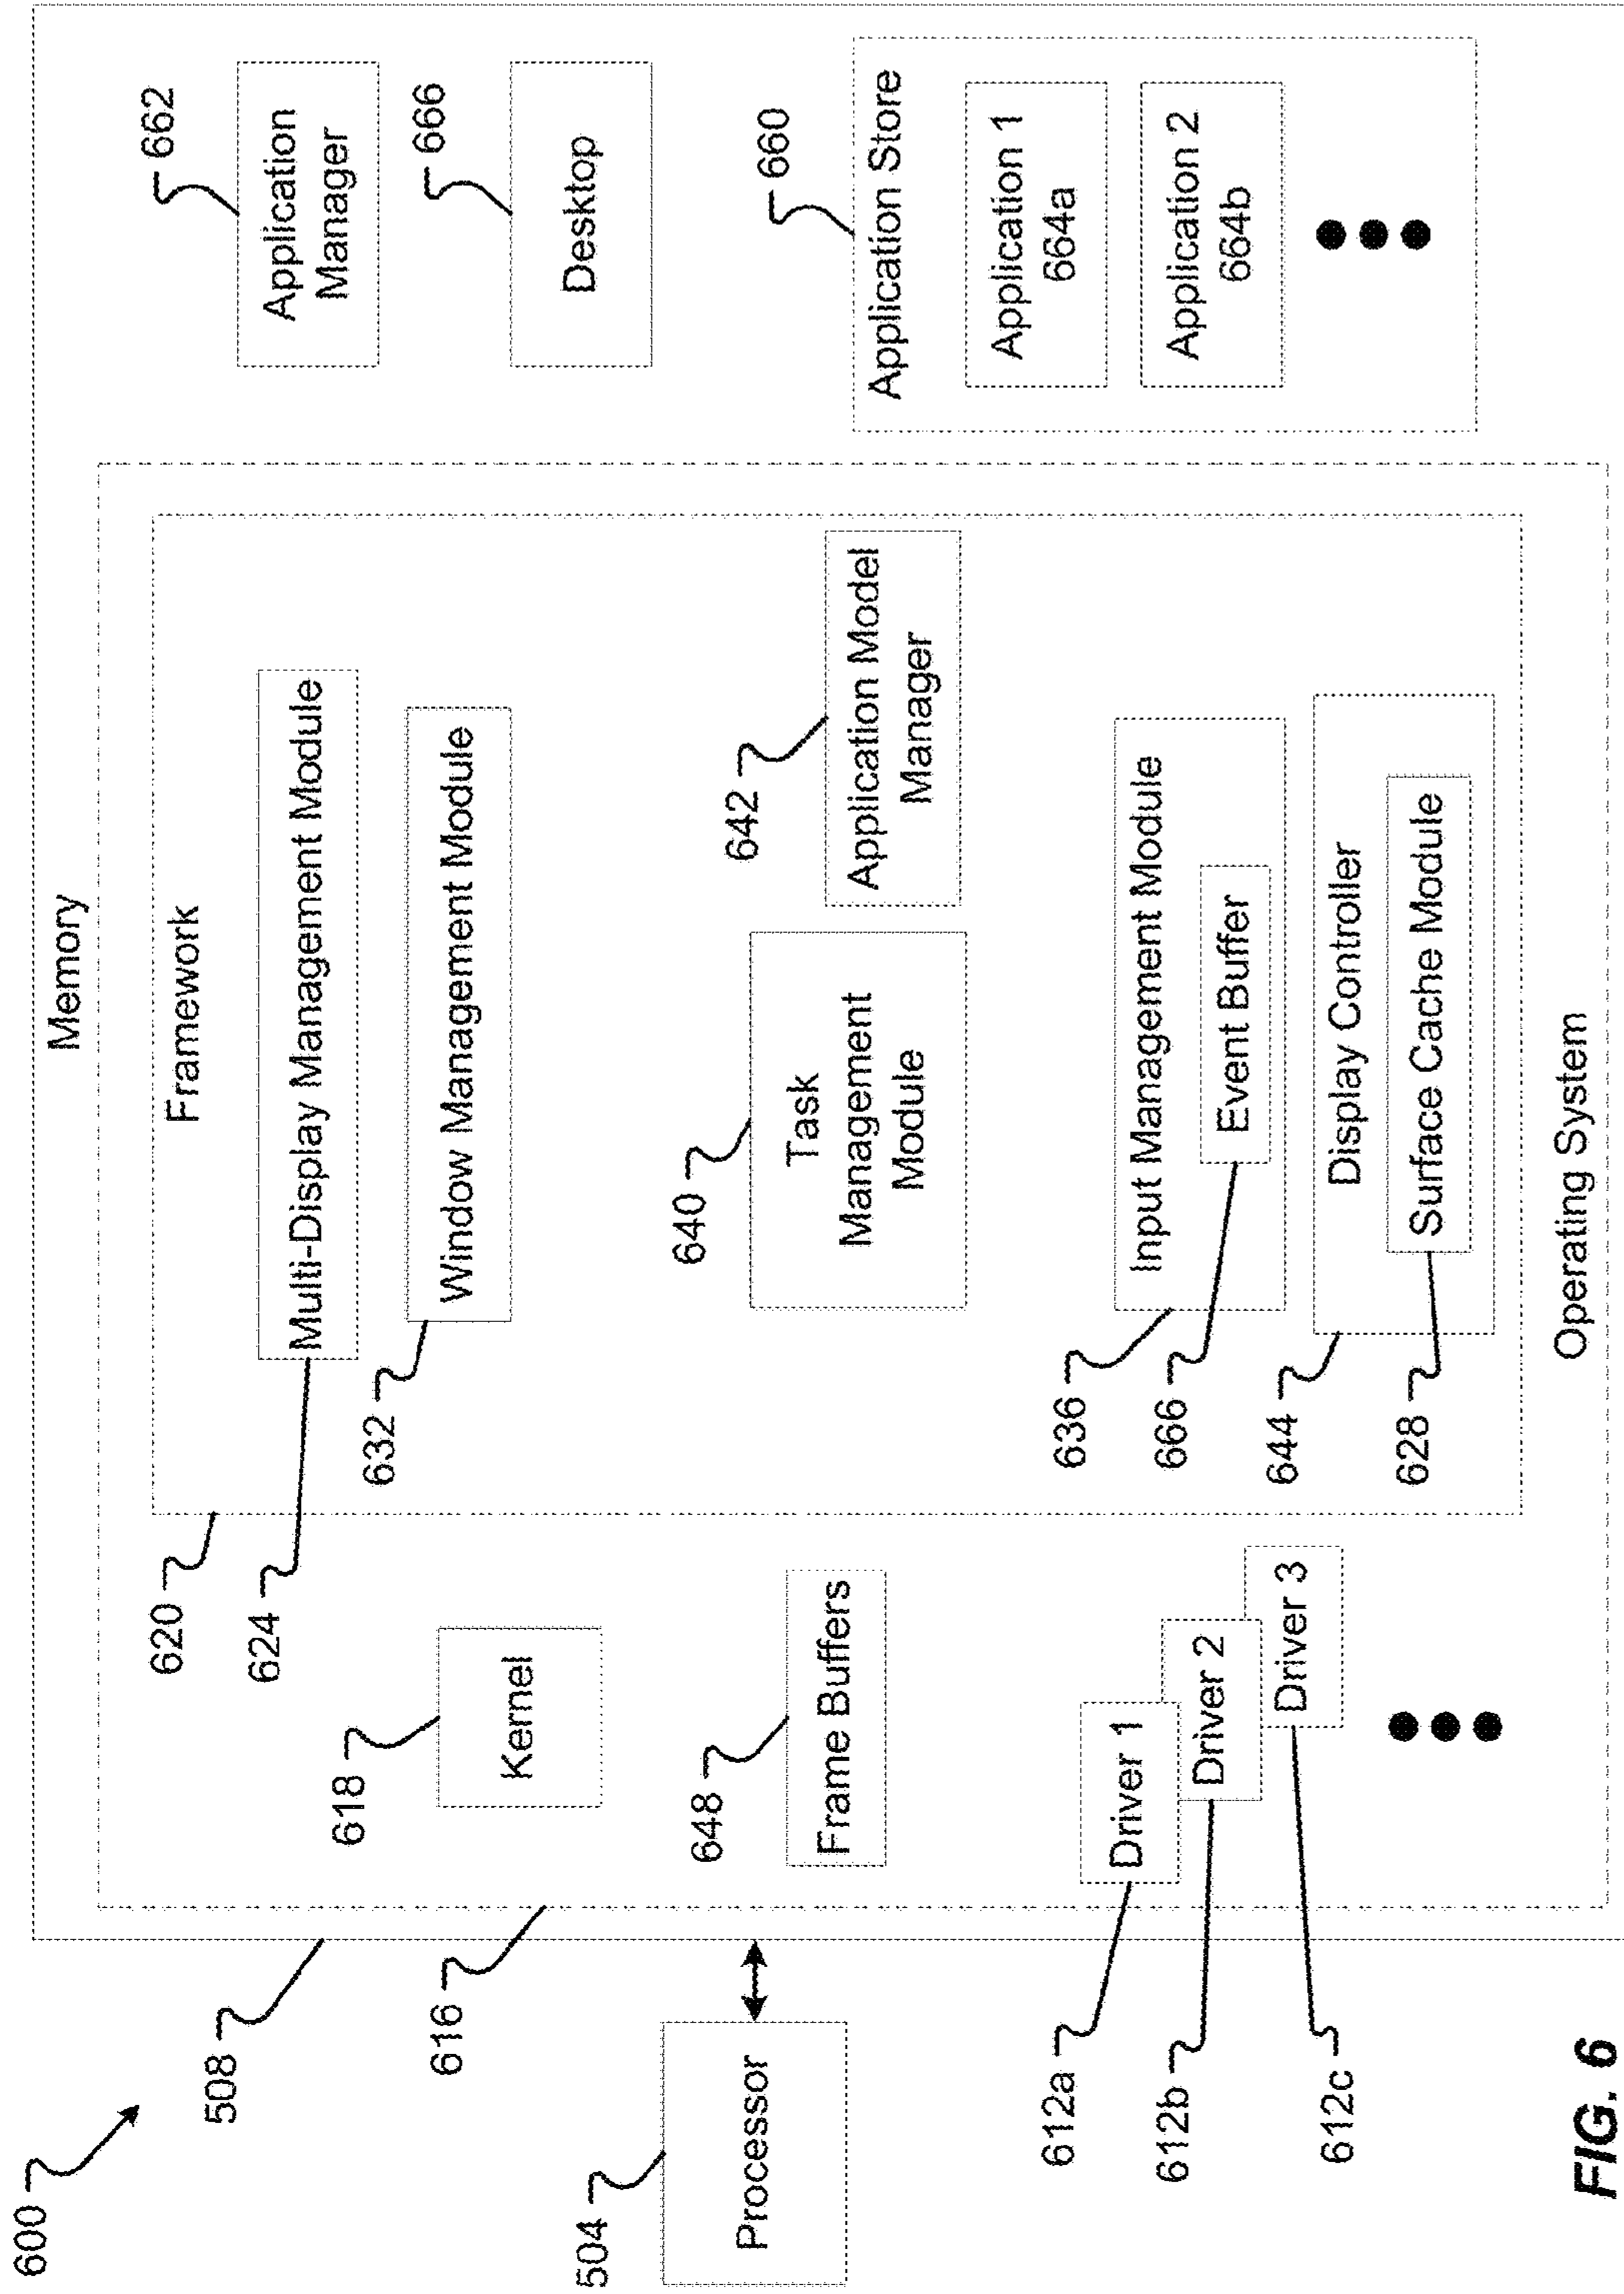 600
508
616
504
Processor
Memory
Operating System
618
Kernel
648
Frame Buffers
612a
Driver 1
612b
Driver 2
612c
Driver 3
620
Framework
624
Multi-Display Management Module
632
Window Management Module
640
Task
Management
Module
642
Application Model
Manager
636
Input Management Module
666
Event Buffer
644
Display Controller
628
Surface Cache Module
662
Application
Manager
666
Desktop
660
Application Store
Application 1
664a
Application 2
664b
FIG. 6